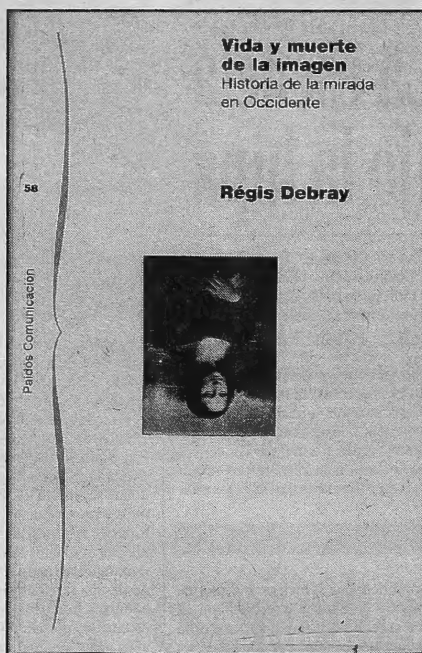 Vida y muerte
de la imagen
Historia de la mirada
en Occidente
58
Régis Debray
Paidós Comunicación